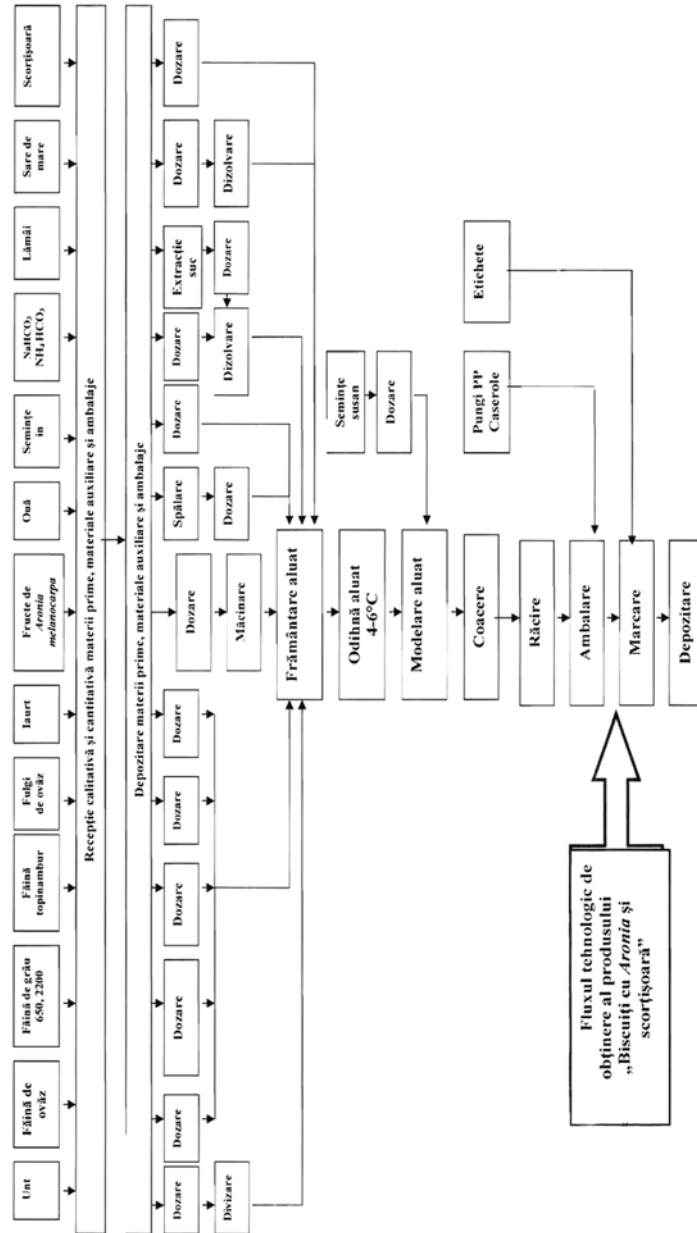 Unt
Făină de
ovăz
Făină de grâu
650, 2200
Făină
topinambur
Fulgi
de ovăz
Iaurt
Fructe de
Aronia
melanocarpa
Ouă
Semințe
in
NaHCO₃
NH₄HCO₃
Lămâi
Sare de
mare
Scorțișoară
Recepție calitativă și cantitativă materii prime, materiale auxiliare și ambalaje
Depozitare materii prime, materiale auxiliare și ambalaje
Dozare
Dozare
Dozare
Dozare
Dozare
Dozare
Dozare
Spălare
Dozare
Dozare
Extracție
suc
Dozare
Dozare
Divizare
Măcinare
Dozare
Dizolvare
Dozare
Dizolvare
Frământare aluat
Semințe
susan
Dozare
Odihnă aluat
4-6°C
Modelare aluat
Coacere
Pungi PP
Caserole
Etichete
Răcire
Ambalare
Marcare
Depozitare
Fluxul tehnologic de
obținere al produsului
„Biscuiți cu Aronia și
scorțișoară”